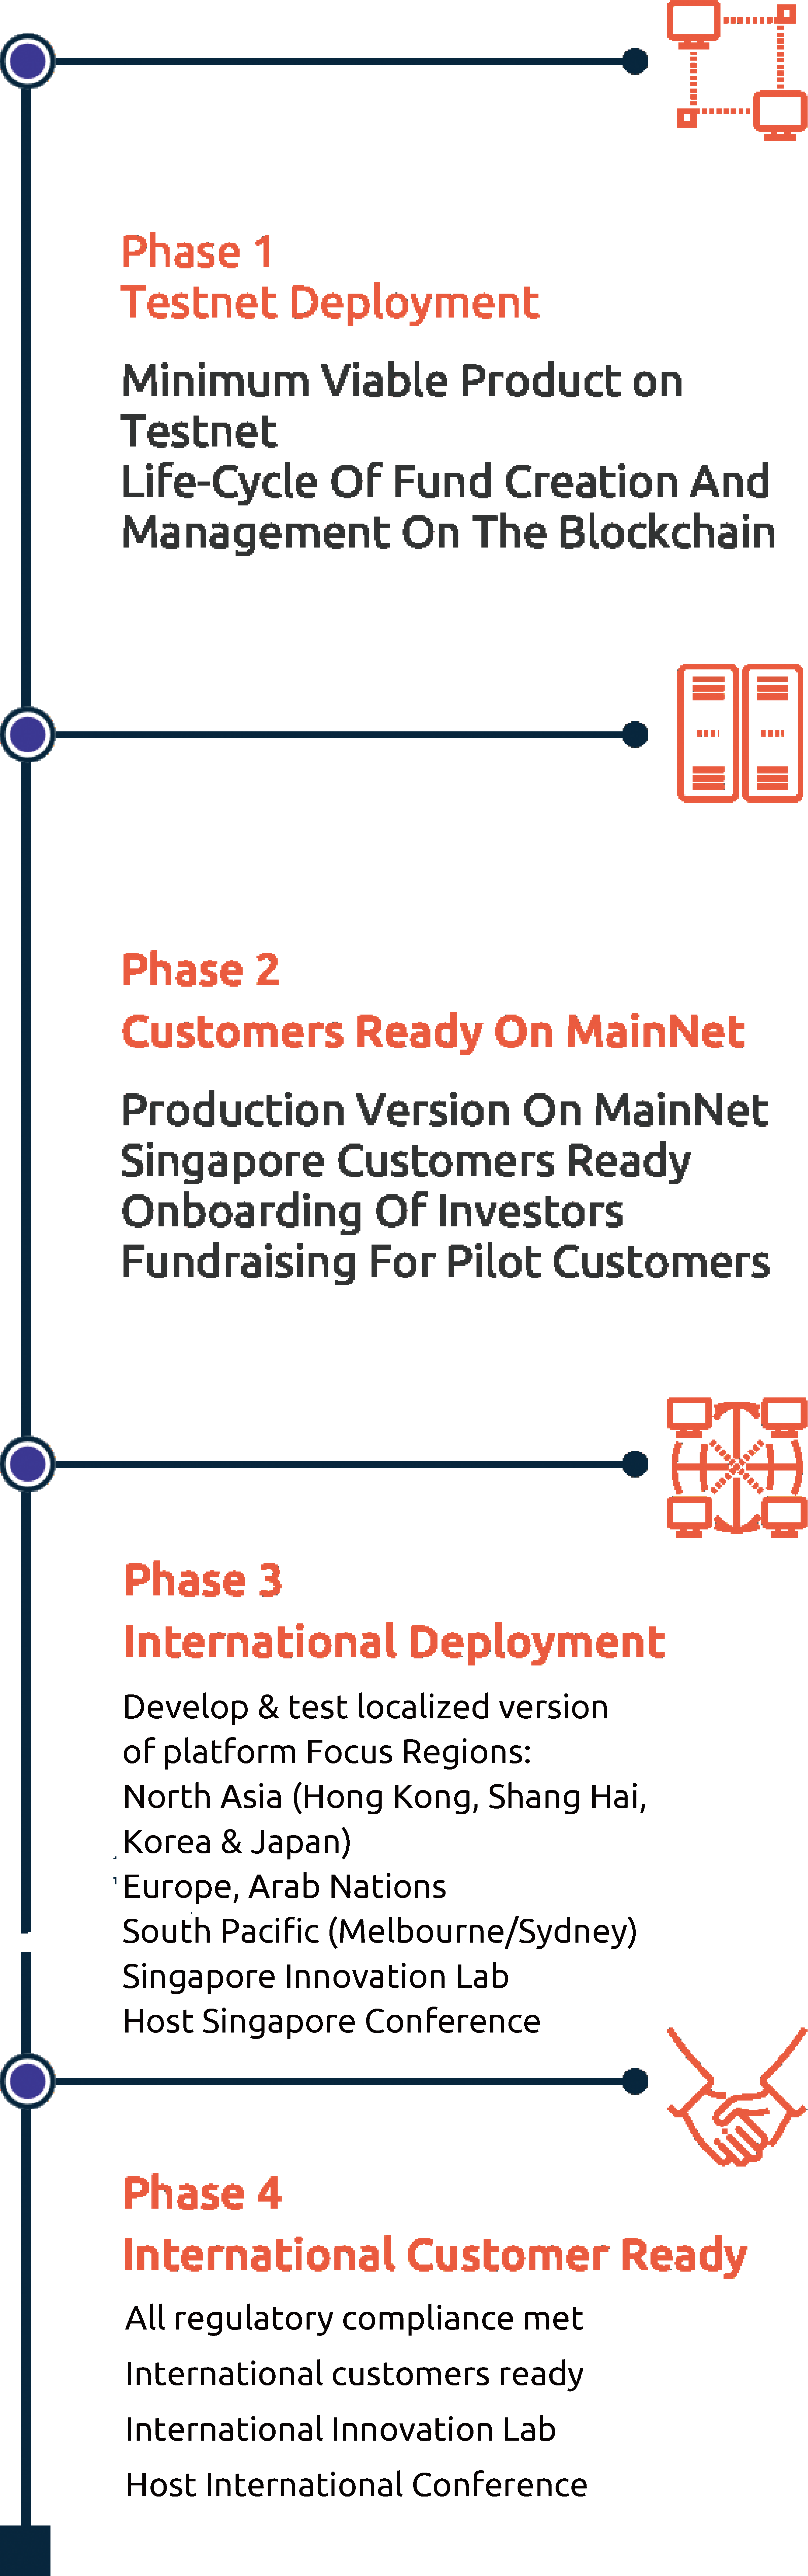 Phase 1
Testnet Deployment
Minimum Viable Product on
Testnet
Life-Cycle Of Fund Creation And
Management On The Blockchain
Phase 2
Customers Ready On MainNet
Production Version On MainNet
Singapore Customers Ready
Onboarding Of Investors
Fundraising For Pilot Customers
Phase 3
International Deployment
Develop & test localized version
of platform Focus Regions:
North Asia (Hong Kong, Shang Hai,
Korea & Japan)
Europe, Arab Nations
South Pacific (Melbourne/Sydney)
Singapore Innovation Lab
Host Singapore Conference
Phase 4
International Customer Ready
All regulatory compliance met
International customers ready
International Innovation Lab
Host International Conference